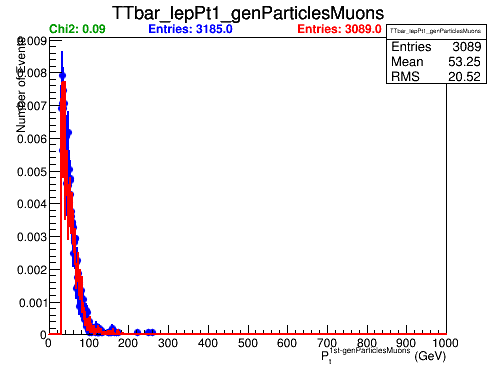 TTbar_lepPt1_genParticlesMuons
Chi2: 0.09 Entries: 3185.0 Entries: 3089.0
TTbar_lepPt1_genParticlesMuons
Entries 3089
Mean 53.25
RMS 20.52
Number of Events
0.009
0.008
0.007
0.006
0.005
0.004
0.003
0.002
0.001
0
0 100 200 300 400 500 600 700 800 900 1000
P_t^1st-genParticlesMuons (GeV)